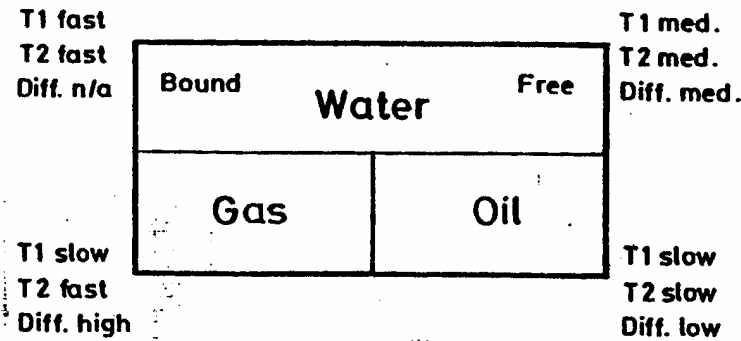 T1 fast
T2 fast
Diff. n/a
T1 med.
T2 med.
Diff. med.
Bound
Free
Water
Gas
Oil
T1 slow
T2 fast
Diff. high
T1 slow
T2 slow
Diff. low